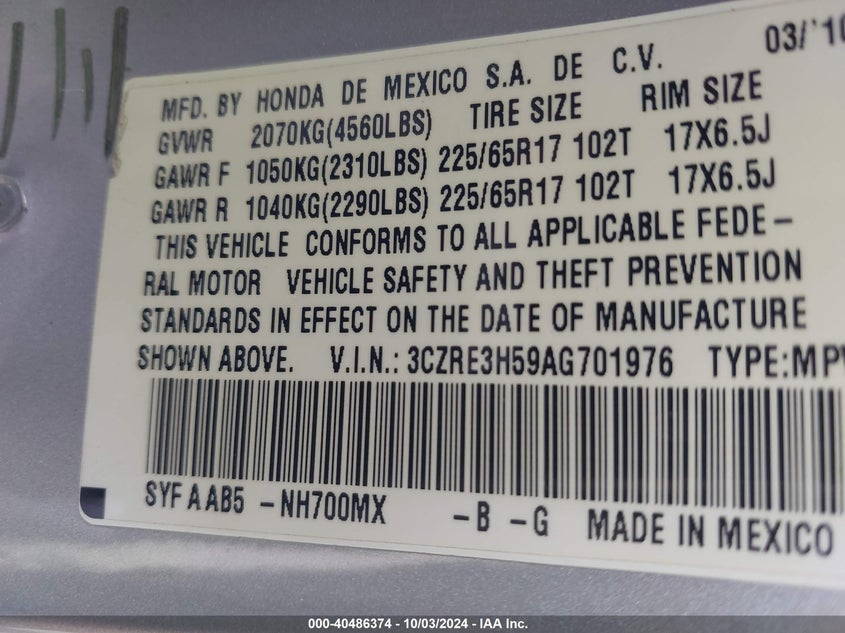 03/'10
MFD. BY HONDA DE MEXICO S.A. DE C.V.
GVWR 2070KG(4560LBS) TIRE SIZE RIM SIZE
GAWR F 1050KG(2310LBS) 225/65R17 102T 17X6.5J
GAWR R 1040KG(2290LBS) 225/65R17 102T 17X6.5J
THIS VEHICLE CONFORMS TO ALL APPLICABLE FEDE-
RAL MOTOR VEHICLE SAFETY AND THEFT PREVENTION
STANDARDS IN EFFECT ON THE DATE OF MANUFACTURE
SHOWN ABOVE. V.I.N.: 3CZRE3H59AG701976 TYPE:MPV
SYF AAB5 -NH700MX -B -G MADE IN MEXICO
000-40486374 - 10/03/2024 - IAA Inc.